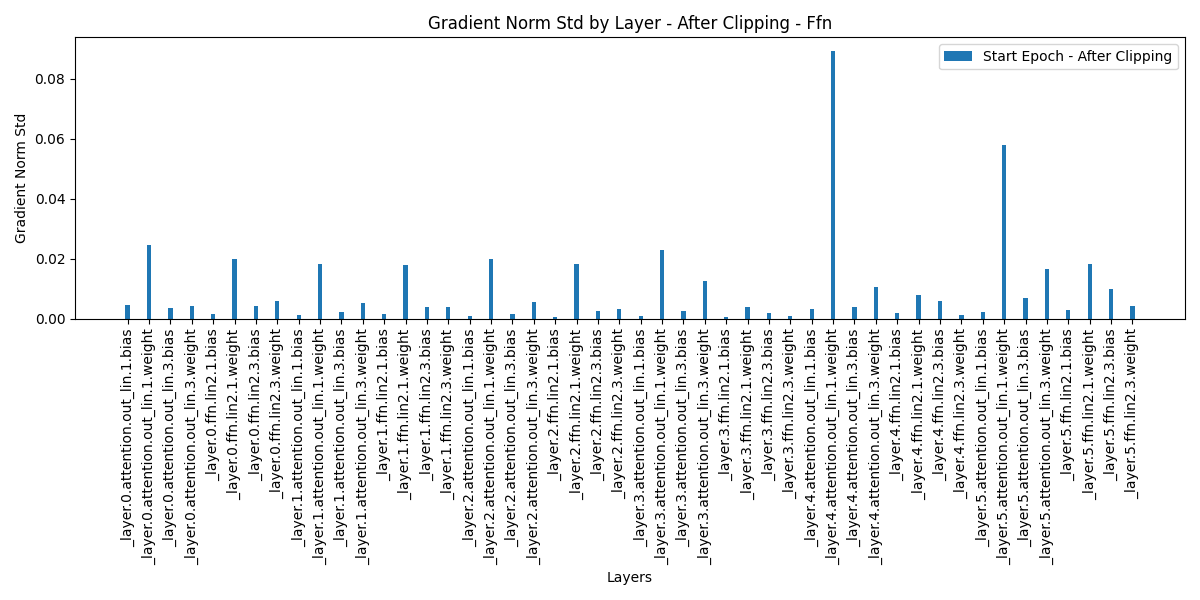 Gradient Norm Std by Layer - After Clipping - Ffn
Start Epoch - After Clipping
Gradient Norm Std
0.08
0.06
0.04
0.02
0.00
_layer.0.attention.out_lin.1.bias
_layer.0.attention.out_lin.1.weight
_layer.0.attention.out_lin.3.bias
_layer.0.attention.out_lin.3.weight
_layer.0.ffn.lin2.1.bias
_layer.0.ffn.lin2.1.weight
_layer.0.ffn.lin2.3.bias
_layer.0.ffn.lin2.3.weight
_layer.1.attention.out_lin.1.bias
_layer.1.attention.out_lin.1.weight
_layer.1.attention.out_lin.3.bias
_layer.1.attention.out_lin.3.weight
_layer.1.ffn.lin2.1.bias
_layer.1.ffn.lin2.1.weight
_layer.1.ffn.lin2.3.bias
_layer.1.ffn.lin2.3.weight
_layer.2.attention.out_lin.1.bias
_layer.2.attention.out_lin.1.weight
_layer.2.attention.out_lin.3.bias
_layer.2.attention.out_lin.3.weight
_layer.2.ffn.lin2.1.bias
_layer.2.ffn.lin2.1.weight
_layer.2.ffn.lin2.3.bias
_layer.2.ffn.lin2.3.weight
_layer.3.attention.out_lin.1.bias
_layer.3.attention.out_lin.1.weight
_layer.3.attention.out_lin.3.bias
_layer.3.attention.out_lin.3.weight
_layer.3.ffn.lin2.1.bias
_layer.3.ffn.lin2.1.weight
_layer.3.ffn.lin2.3.bias
_layer.3.ffn.lin2.3.weight
_layer.4.attention.out_lin.1.bias
_layer.4.attention.out_lin.1.weight
_layer.4.attention.out_lin.3.bias
_layer.4.attention.out_lin.3.weight
_layer.4.ffn.lin2.1.bias
_layer.4.ffn.lin2.1.weight
_layer.4.ffn.lin2.3.bias
_layer.4.ffn.lin2.3.weight
_layer.5.attention.out_lin.1.bias
_layer.5.attention.out_lin.1.weight
_layer.5.attention.out_lin.3.bias
_layer.5.attention.out_lin.3.weight
_layer.5.ffn.lin2.1.bias
_layer.5.ffn.lin2.1.weight
_layer.5.ffn.lin2.3.bias
_layer.5.ffn.lin2.3.weight
Layers